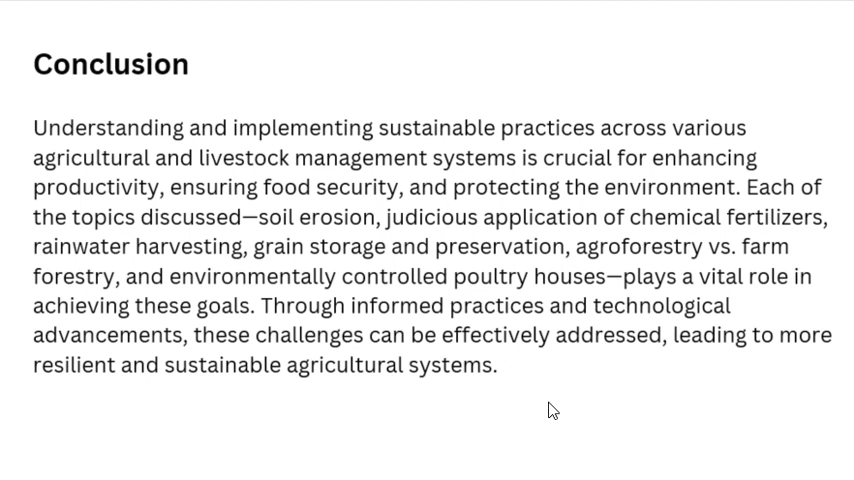 Conclusion
Understanding and implementing sustainable practices across various
agricultural and livestock management systems is crucial for enhancing
productivity, ensuring food security, and protecting the environment. Each of
the topics discussed—soil erosion, judicious application of chemical fertilizers,
rainwater harvesting, grain storage and preservation, agroforestry vs. farm
forestry, and environmentally controlled poultry houses—plays a vital role in
achieving these goals. Through informed practices and technological
advancements, these challenges can be effectively addressed, leading to more
resilient and sustainable agricultural systems.